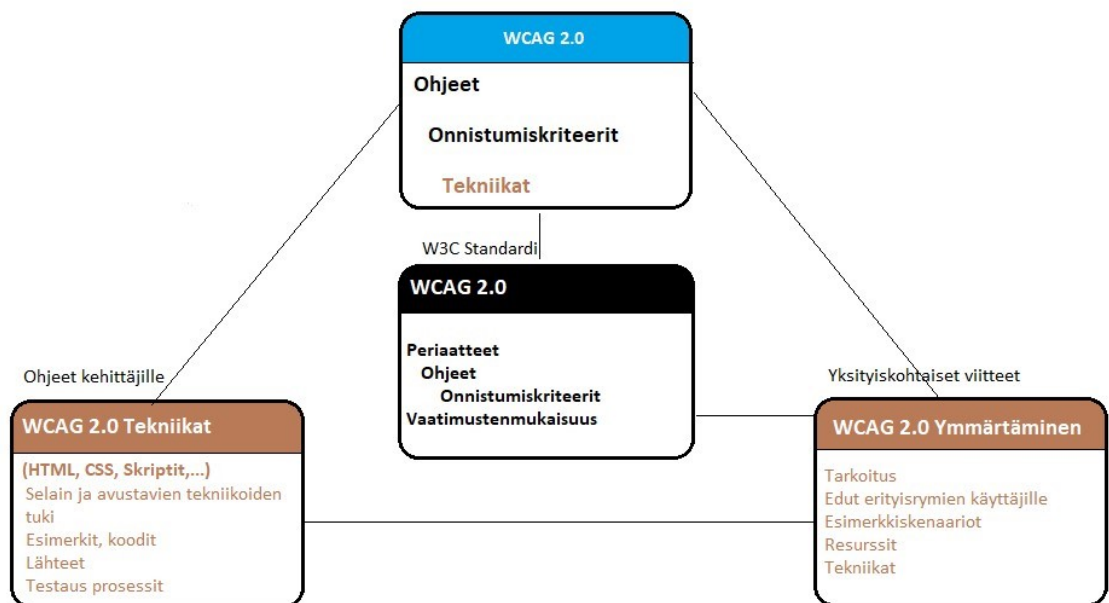 WCAG 2.0
Ohjeet
Onnistumiskriteerit
Tekniikat
W3C Standardi
WCAG 2.0
Periaatteet
Ohjeet
Onnistumiskriteerit
Vaatimustenmukaisuus
Ohjeet kehittäjille
WCAG 2.0 Tekniikat
(HTML, CSS, Skriptit,...)
Selain ja avustavien tekniikoiden
tuki
Esimerkit, koodit
Lähteet
Testaus prosessit
Yksityiskohtaiset viitteet
WCAG 2.0 Ymmärtäminen
Tarkoitus
Edut erityisrymien käyttäjille
Esimerkkiskenaariot
Resurssit
Tekniikat